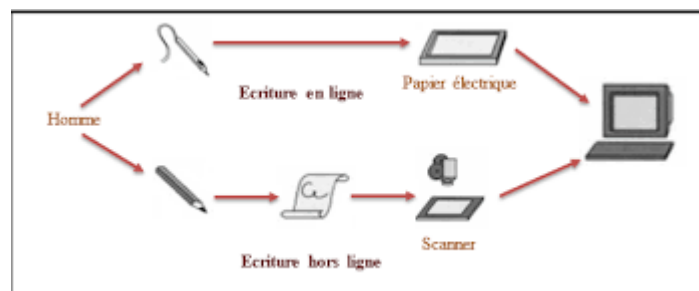 Ecriture en ligne
Papier électrique
Homme
Ecriture hors ligne
Scanner